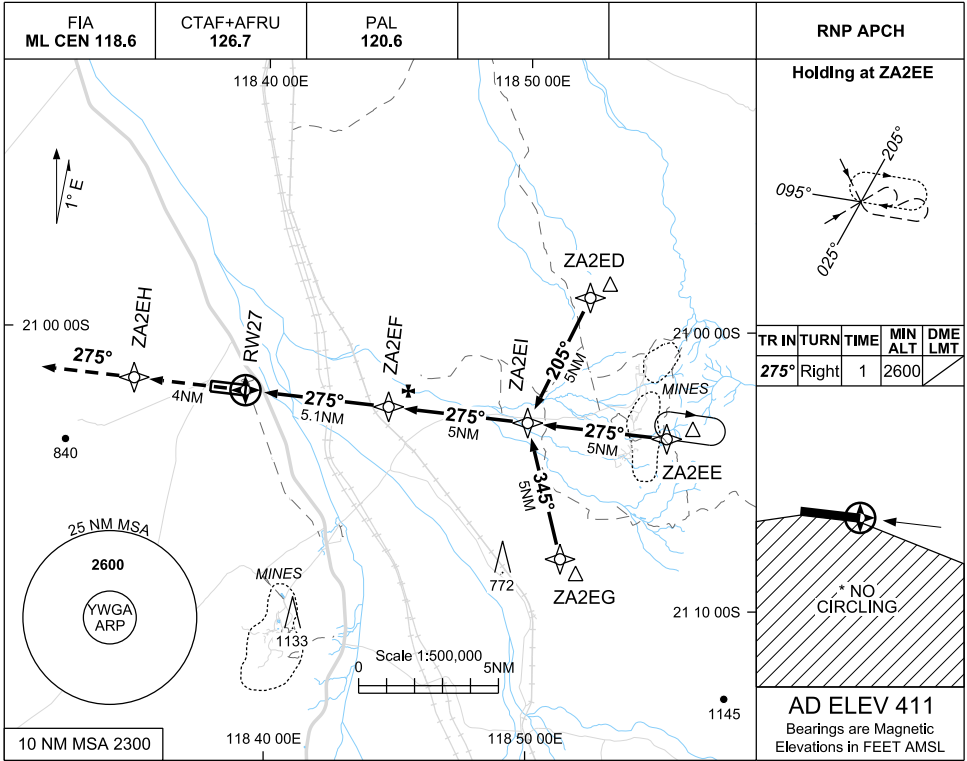 FIA
ML CEN 118.6
CTAF+AFRU
126.7
PAL
120.6
RNP APCH
118 40 00E
118 50 00E
Holding at ZA2EE
205°
095°
025°
1° E
ZA2ED
21 00 00S
ZA2EH
RW27
ZA2EF
ZA2EI
205°
5NM
21 00 00S
TR IN
TURN
TIME
MIN
ALT
DME
LMT
275°
Right
1
2600
275°
4NM
275°
5.1NM
275°
5NM
275°
5NM
MINES
840
345°
5NM
ZA2EE
25 NM MSA
2600
YWGA
ARP
MINES
1133
772
ZA2EG
21 10 00S
* NO
CIRCLING
Scale 1:500,000
0
5NM
1145
10 NM MSA 2300
118 40 00E
118 50 00E
AD ELEV 411
Bearings are Magnetic
Elevations in FEET AMSL